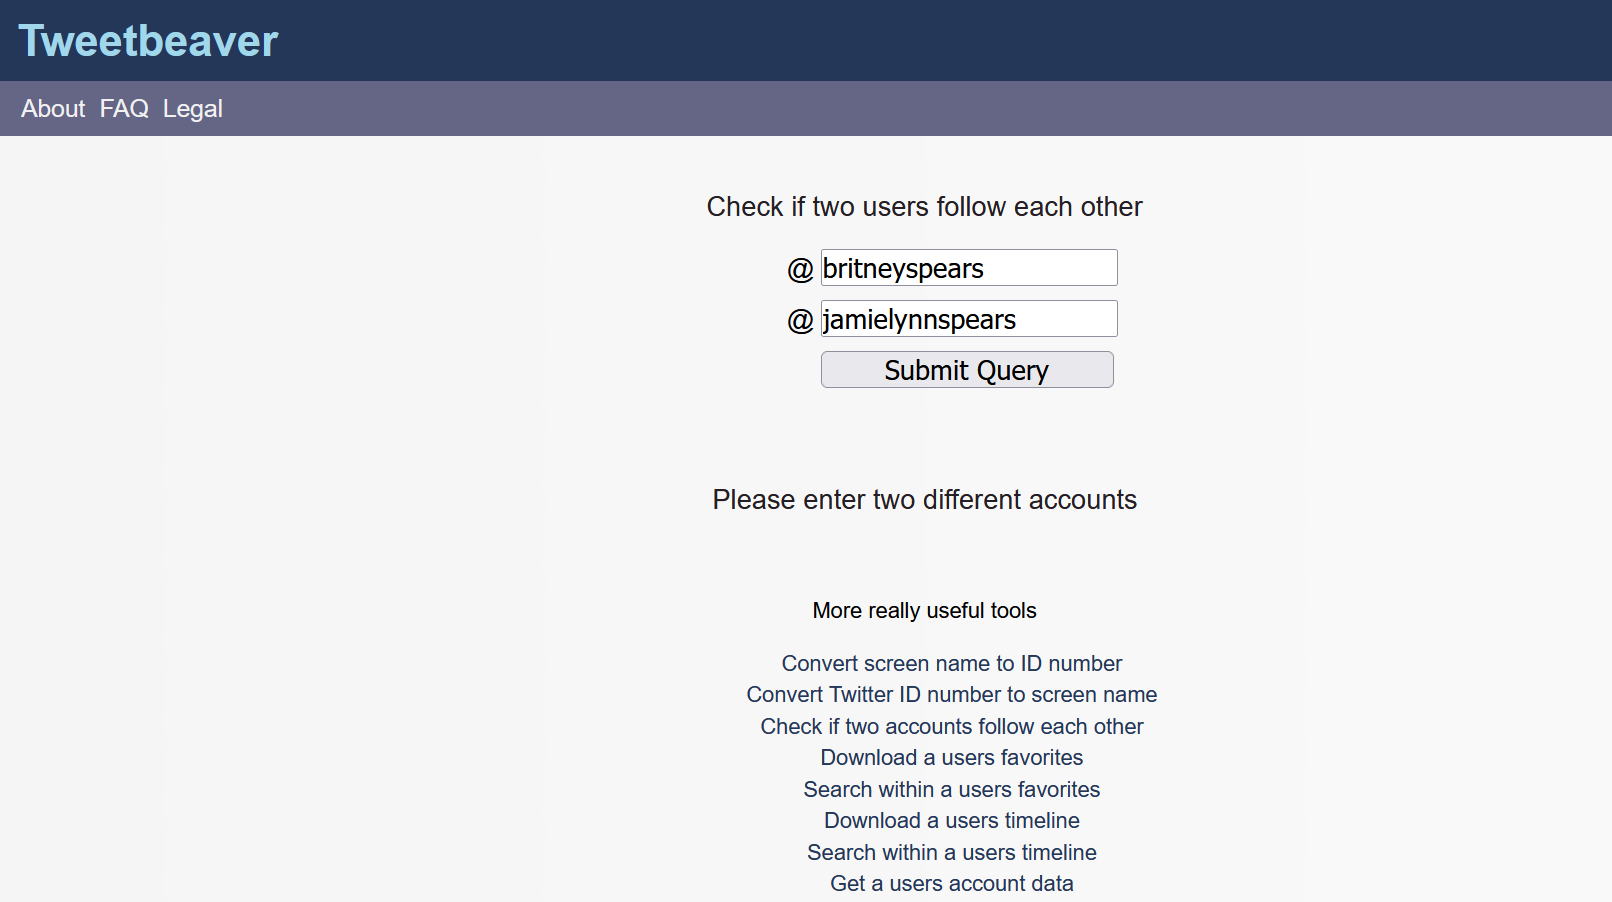 Tweetbeaver
About FAQ Legal
Check if two users follow each other
@ britneyspears
@ jamielynnspears
Submit Query
Please enter two different accounts
More really useful tools
Convert screen name to ID number
Convert Twitter ID number to screen name
Check if two accounts follow each other
Download a users favorites
Search within a users favorites
Download a users timeline
Search within a users timeline
Get a users account data